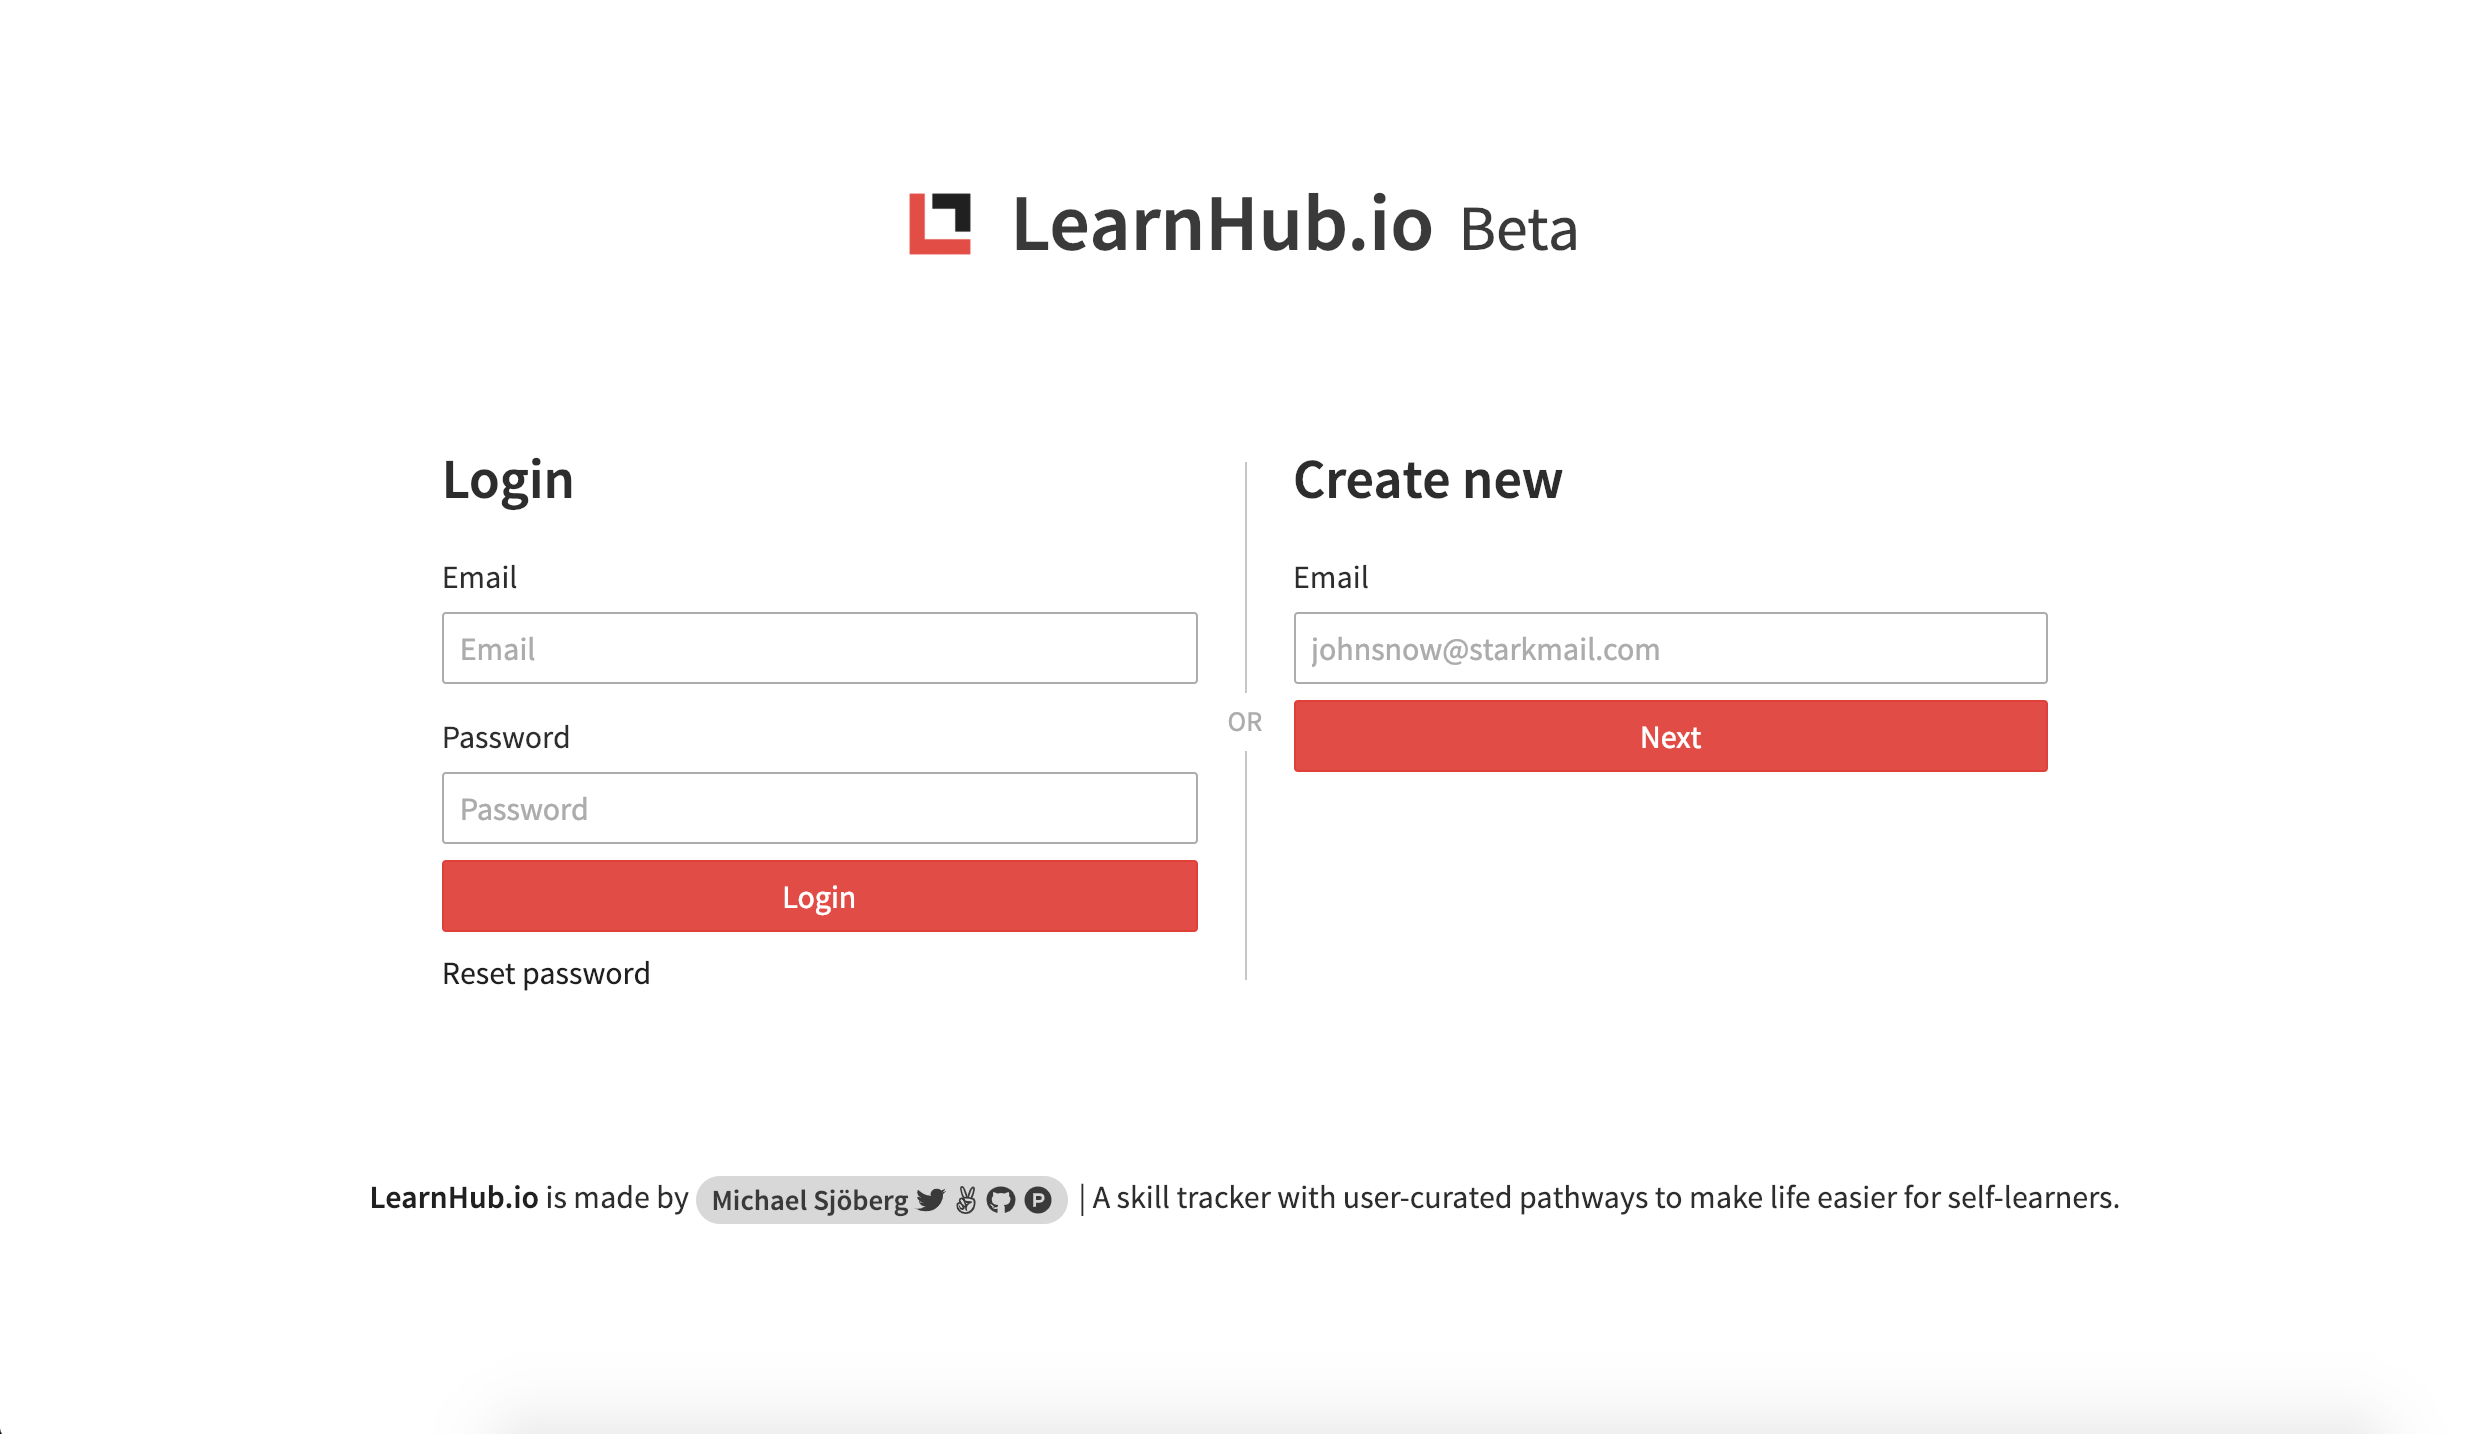 LearnHub.io Beta
Login
Email
Email
Password
Password
Login
Reset password
OR
Create new
Email
johnsnow@starkmail.com
Next
LearnHub.io is made by Michael Sjöberg | A skill tracker with user-curated pathways to make life easier for self-learners.